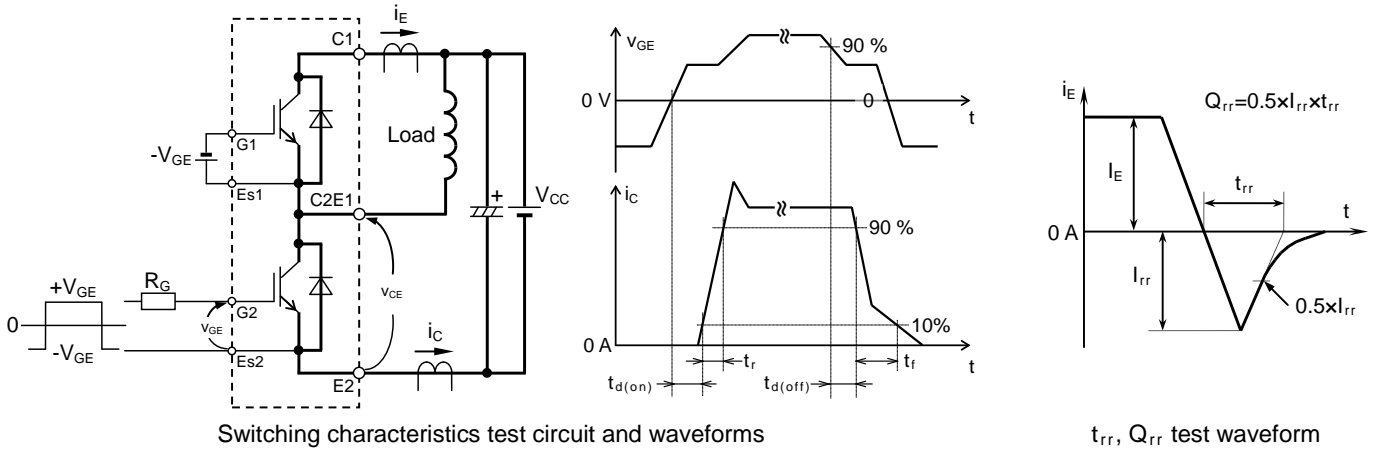 i_E
C1
G1
-V_GE
Es1
Load
C2E1
+
V_CC
+V_GE
R_G
0
v_GE
G2
v_CE
-V_GE
Es2
i_C
E2
v_GE
90 %
0 V
0
t
i_C
90 %
10%
0 A
t
t_r
t_f
t_d(on)
t_d(off)
Switching characteristics test circuit and waveforms
i_E
Q_rr=0.5×I_rr×t_rr
I_E
t_rr
t
0 A
I_rr
0.5×I_rr
t_rr, Q_rr test waveform